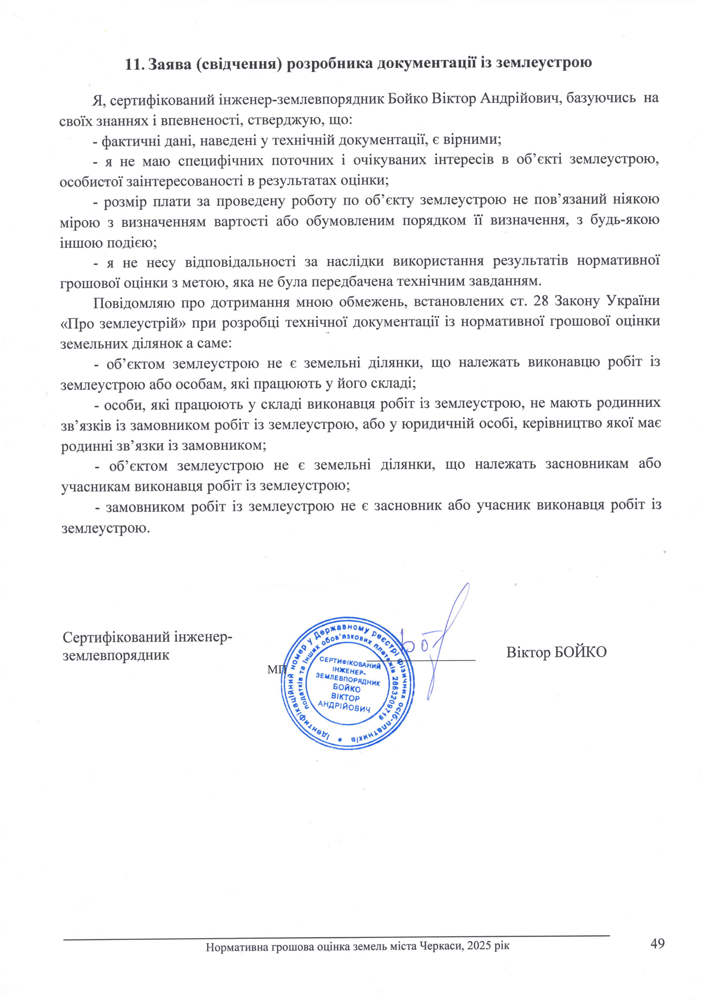 11. Заява (свідчення) розробника документації із землеустрою
Я, сертифікований інженер-землевпорядник Бойко Віктор Андрійович, базуючись на
своїх знаннях і впевненості, стверджую, що:
- фактичні дані, наведені у технічній документації, є вірними;
- я не маю специфічних поточних і очікуваних інтересів в об’єкті землеустрою,
особистої заінтересованості в результатах оцінки;
- розмір плати за проведену роботу по об’єкту землеустрою не пов’язаний ніякою
мірою з визначенням вартості або обумовленим порядком її визначення, з будь-якою
іншою подією;
- я не несу відповідальності за наслідки використання результатів нормативної
грошової оцінки з метою, яка не була передбачена технічним завданням.
Повідомляю про дотримання мною обмежень, встановлених ст. 28 Закону України
«Про землеустрій» при розробці технічної документації із нормативної грошової оцінки
земельних ділянок а саме:
- об’єктом землеустрою не є земельні ділянки, що належать виконавцю робіт із
землеустрою або особам, які працюють у його складі;
- особи, які працюють у складі виконавця робіт із землеустрою, не мають родинних
зв’язків із замовником робіт із землеустрою, або у юридичній особі, керівництво якої має
родинні зв’язки із замовником;
- об’єктом землеустрою не є земельні ділянки, що належать засновникам або
учасникам виконавця робіт із землеустрою;
- замовником робіт із землеустрою не є засновник або учасник виконавця робіт із
землеустрою.
Сертифікований інженер-
землевпорядник
МП
Ідентифікаційний номер у Державному реєстрі фізичних осіб-платників *
податків та інших обов'язкових платежів 2663209719
СЕРТИФІКОВАНИЙ
ІНЖЕНЕР-
ЗЕМЛЕВПОРЯДНИК
БОЙКО
ВІКТОР
АНДРІЙОВИЧ
Віктор БОЙКО
Нормативна грошова оцінка земель міста Черкаси, 2025 рік
49